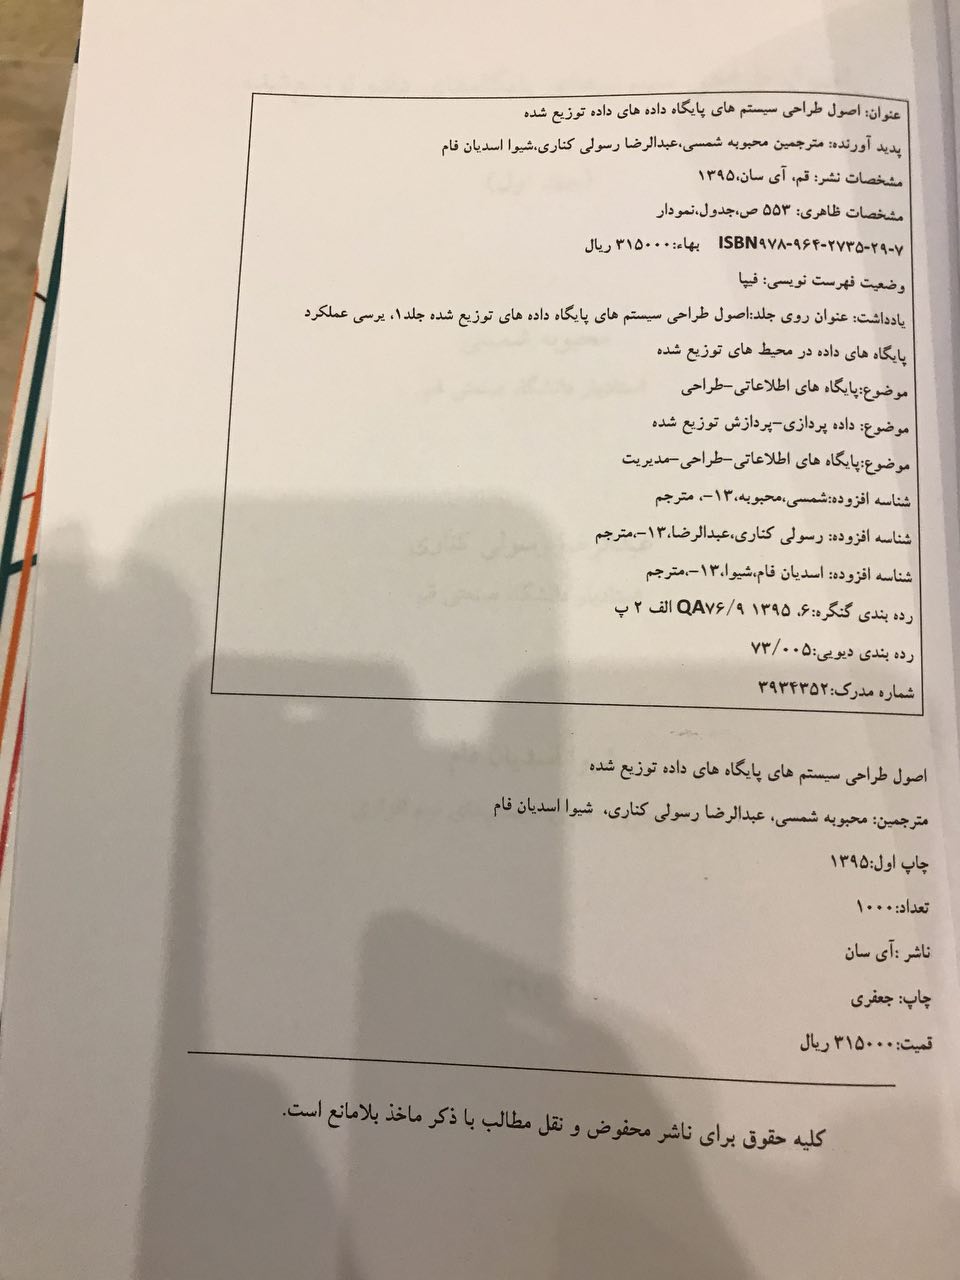 عنوان: اصول طراحی سیستم های پایگاه داده های داده توزیع شده
پدید آورنده: مترجمین محبوبه شمسی،عبدالرضا رسولی کناری،شیوا اسدیان فام
مشخصات نشر: قم، آی سان،۱۳۹۵
مشخصات ظاهری: ۵۵۳ ص،جدول،نمودار
ISBN۹۷۸-۹۶۴-۲۷۳۵-۲۹-۷ بهاء:۳۱۵۰۰۰ ریال
وضعیت فهرست نویسی: فیپا
یادداشت: عنوان روی جلد:اصول طراحی سیستم های پایگاه داده های توزیع شده جلد۱، یرسی عملکرد
پایگاه های داده در محیط های توزیع شده
موضوع:پایگاه های اطلاعاتی-طراحی
موضوع: داده پردازی-پردازش توزیع شده
موضوع:پایگاه های اطلاعاتی-طراحی-مدیریت
شناسه افزوده:شمسی،محبوبه،۱۳-، مترجم
شناسه افزوده: رسولی کناری،عبدالرضا،۱۳-،مترجم
شناسه افزوده: اسدیان فام،شیوا،۱۳-،مترجم
رده بندی گنگره:۶، ۱۳۹۵ QA۷۶/۹ الف ۲ پ
رده بندی دیویی:۷۳/۰۰۵
شماره مدرک:۳۹۳۴۳۵۲
اصول طراحی سیستم های پایگاه های داده توزیع شده
مترجمین: محبوبه شمسی، عبدالرضا رسولی کناری، شیوا اسدیان فام
چاپ اول:۱۳۹۵
تعداد:۱۰۰۰
ناشر :آی سان
چاپ: جعفری
قمیت:۳۱۵۰۰۰ ریال
کلیه حقوق برای ناشر محفوض و نقل مطالب با ذکر ماخذ بلامانع است.